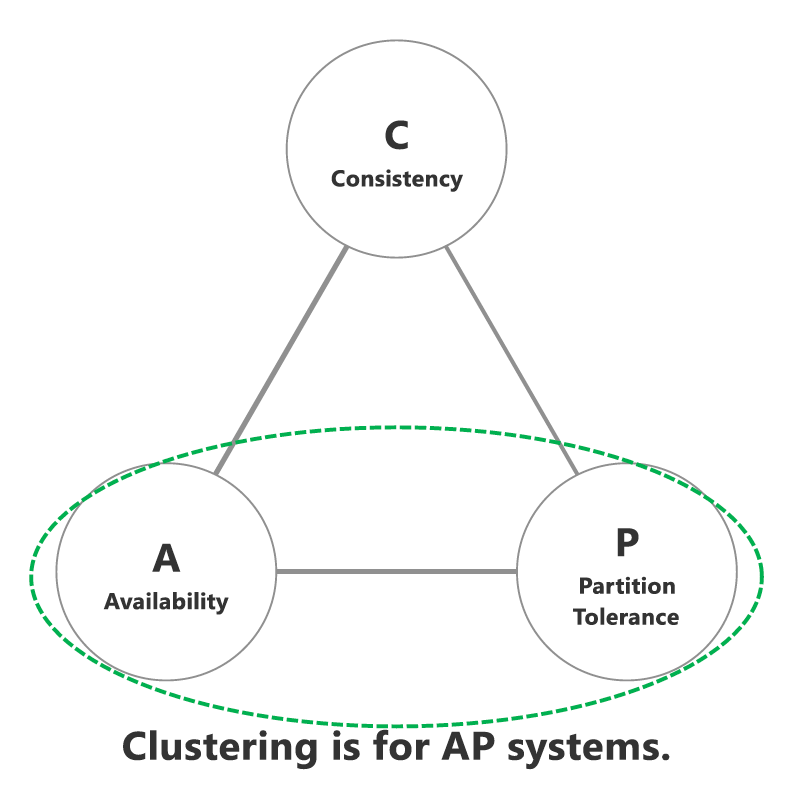 C
Consistency
A
Availability
P
Partition
Tolerance
Clustering is for AP systems.